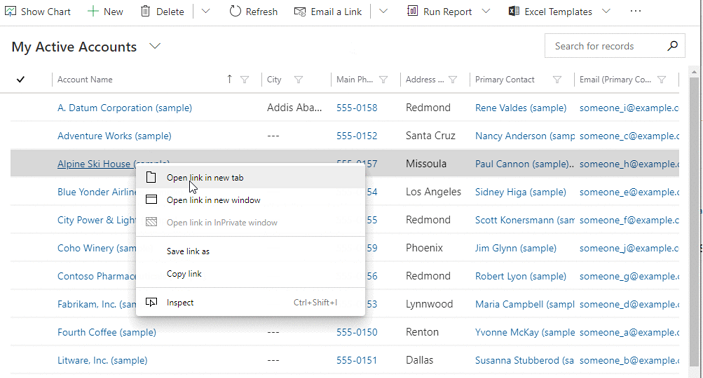 Show Chart New Delete Refresh Email a Link Run Report Excel Templates ...
My Active Accounts Search for records
Account Name City Main Ph... Address ... Primary Contact Email (Primary Co...
A. Datum Corporation (sample) Addis Aba... 555-0158 Redmond Rene Valdes (sample) someone_i@example.c
Adventure Works (sample) --- 555-0152 Santa Cruz Nancy Anderson (sam someone_c@example.c
Alpine Ski House (sample) 555-0157 Missoula Paul Cannon (sample)... someone_h@example.c
Open link in new tab
Blue Yonder Airline 54 Los Angeles Sidney Higa (sample) someone_e@example.c
Open link in new window
City Power & Light 55 Redmond Scott Konersmann (sam someone_f@example.c
Open link in InPrivate window
Coho Winery (sam 59 Phoenix Jim Glynn (sample) someone_j@example.c
Save link as
Contoso Pharmace 56 Redmond Robert Lyon (sample) someone_g@example.c
Copy link
Fabrikam, Inc. (sam 53 Lynnwood Maria Campbell (sample) someone_d@example.c
Inspect Ctrl+Shift+I
Fourth Coffee (sample) --- 555-0150 Renton Yvonne McKay (sample) someone_a@example.c
Litware, Inc. (sample) --- 555-0151 Dallas Susanna Stubberod (sam someone_b@example.c